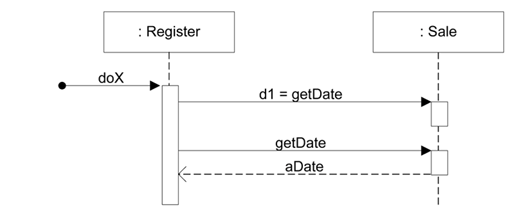 : Register
: Sale
doX
d1 = getDate
getDate
aDate